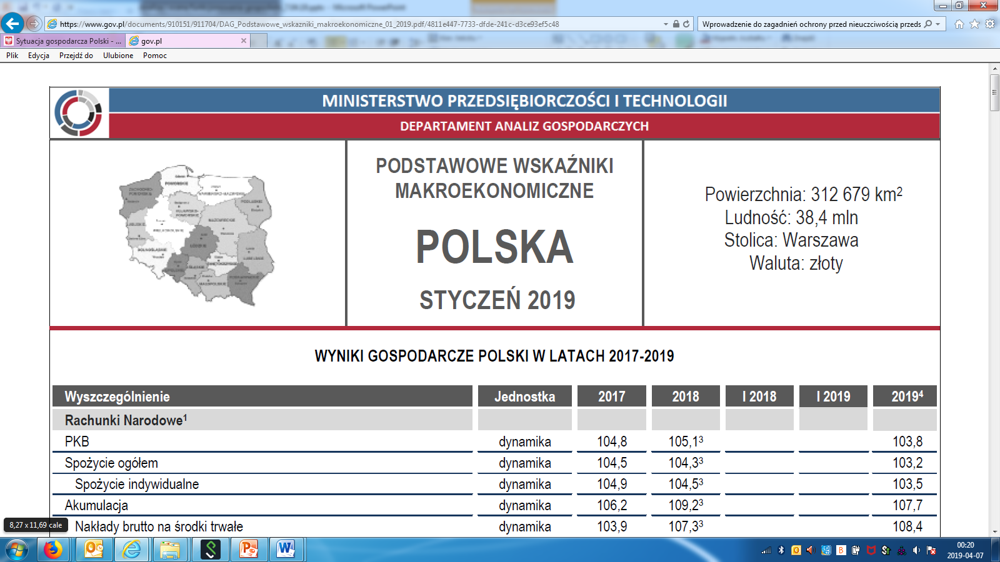 Microsoft PowerPoint
https://www.gov.pl/documents/910151/911704/DAG_Podstawowe_wskazniki_makroekonomiczne_01_2019.pdf/4811e447-7733-dfde-241c-d3ce93ef5c48
Wprowadzenie do zagadnień ochrony przed nieuczciwością przeds
Sytuacja gospodarcza Polski - ...
gov.pl
Plik Edycja Przejdź do Ulubione Pomoc
MINISTERSTWO PRZEDSIĘBIORCZOŚCI I TECHNOLOGII
DEPARTAMENT ANALIZ GOSPODARCZYCH
PODSTAWOWE WSKAŹNIKI
MAKROEKONOMICZNE
POLSKA
STYCZEŃ 2019
Powierzchnia: 312 679 km²
Ludność: 38,4 mln
Stolica: Warszawa
Waluta: złoty
WYNIKI GOSPODARCZE POLSKI W LATACH 2017-2019
Wyszczególnienie Jednostka 2017 2018 I 2018 I 2019 2019⁴
Rachunki Narodowe¹
PKB dynamika 104,8 105,1³ 103,8
Spożycie ogółem dynamika 104,5 104,3³ 103,2
Spożycie indywidualne dynamika 104,9 104,5³ 103,5
Akumulacja dynamika 106,2 109,2³ 107,7
Nakłady brutto na środki trwałe dynamika 103,9 107,3³ 108,4
8,27 x 11,69 cale
00:20
2019-04-07